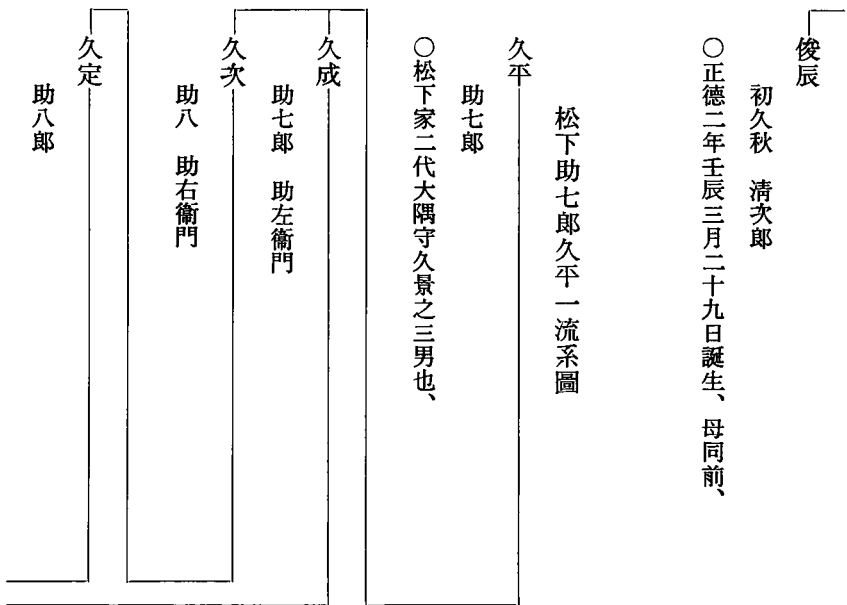 俊辰
初久秋　清次郎
○正德二年壬辰三月二十九日誕生、母同前、
松下助七郎久平一流系圖
久平
助七郎
○松下家二代大隅守久景之三男也、
久成
助七郎　助左衞門
久次
助八　助右衞門
久定
助八郎